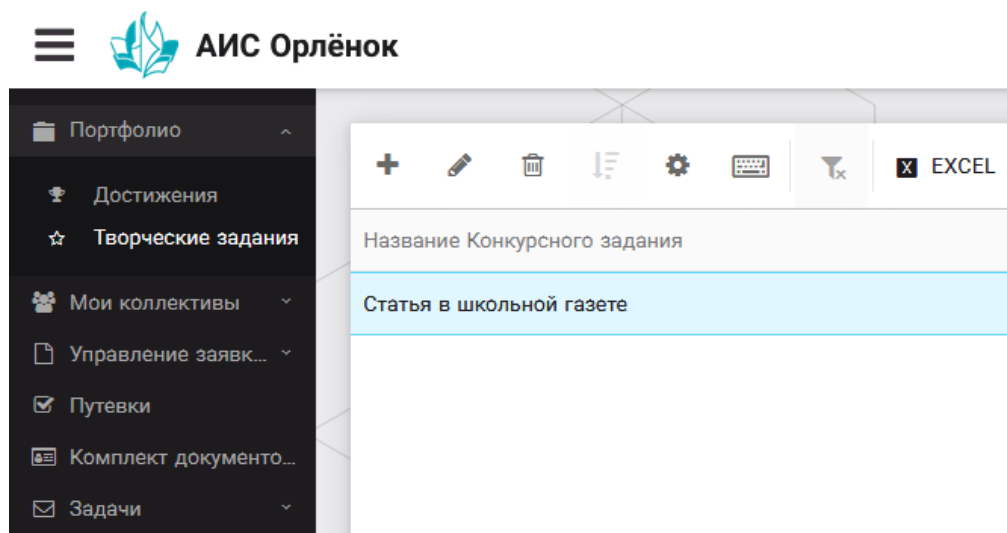 АИС Орлёнок
Портфолио
Достижения
Творческие задания
Мои коллективы
Управление заявк...
Путевки
Комплект документо...
Задачи
X EXCEL
Название Конкурсного задания
Статья в школьной газете